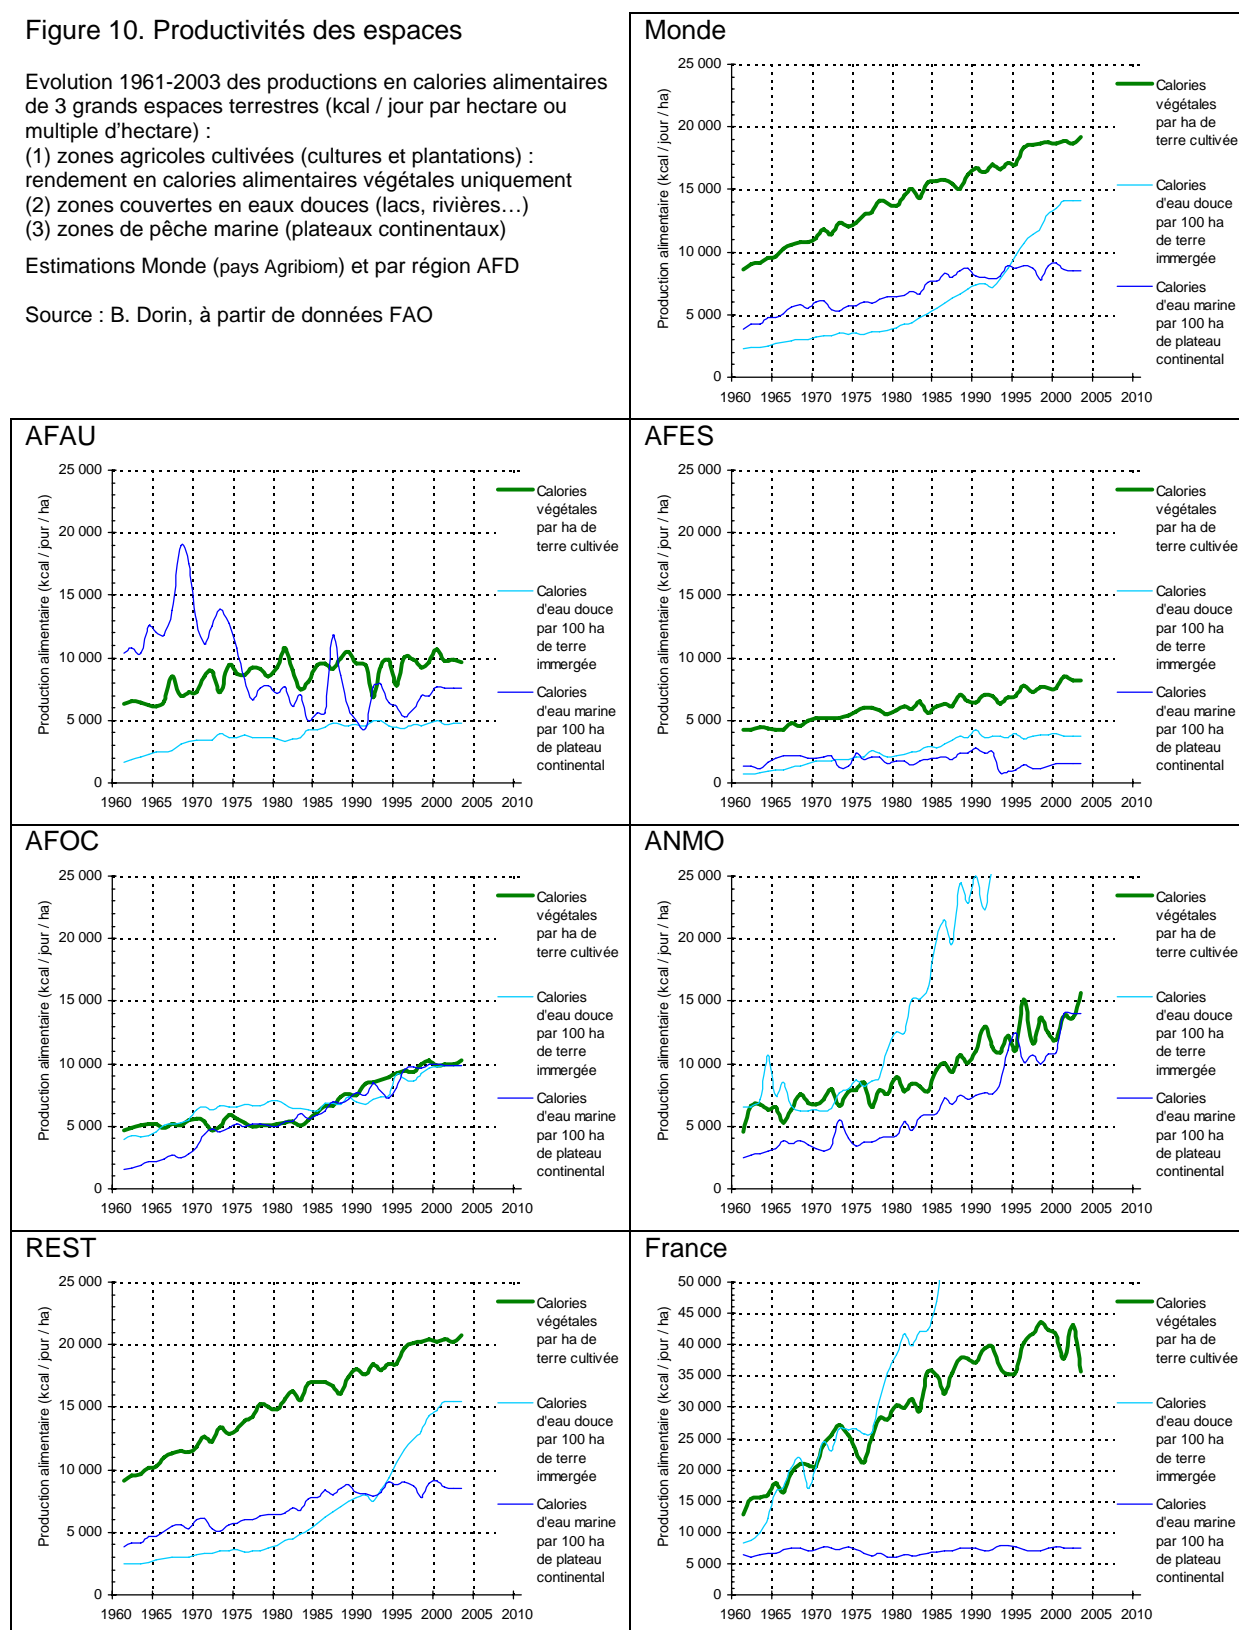 Figure 10. Productivités des espaces
Evolution 1961-2003 des productions en calories alimentaires
de 3 grands espaces terrestres (kcal / jour par hectare ou
multiple d'hectare) :
(1) zones agricoles cultivées (cultures et plantations) :
rendement en calories alimentaires végétales uniquement
(2) zones couvertes en eaux douces (lacs, rivières…)
(3) zones de pêche marine (plateaux continentaux)
Estimations Monde (pays Agribiom) et par région AFD
Source : B. Dorin, à partir de données FAO
Monde
Production alimentaire (kcal / jour / ha)
25 000
20 000
15 000
10 000
5 000
0
1960 1965 1970 1975 1980 1985 1990 1995 2000 2005 2010
Calories
végétales
par ha de
terre cultivée
Calories
d'eau douce
par 100 ha
de terre
immergée
Calories
d'eau marine
par 100 ha
de plateau
continental
AFAU
Production alimentaire (kcal / jour / ha)
25 000
20 000
15 000
10 000
5 000
0
1960 1965 1970 1975 1980 1985 1990 1995 2000 2005 2010
Calories
végétales
par ha de
terre cultivée
Calories
d'eau douce
par 100 ha
de terre
immergée
Calories
d'eau marine
par 100 ha
de plateau
continental
AFES
Production alimentaire (kcal / jour / ha)
25 000
20 000
15 000
10 000
5 000
0
1960 1965 1970 1975 1980 1985 1990 1995 2000 2005 2010
Calories
végétales
par ha de
terre cultivée
Calories
d'eau douce
par 100 ha
de terre
immergée
Calories
d'eau marine
par 100 ha
de plateau
continental
AFOC
Production alimentaire (kcal / jour / ha)
25 000
20 000
15 000
10 000
5 000
0
1960 1965 1970 1975 1980 1985 1990 1995 2000 2005 2010
Calories
végétales
par ha de
terre cultivée
Calories
d'eau douce
par 100 ha
de terre
immergée
Calories
d'eau marine
par 100 ha
de plateau
continental
ANMO
Production alimentaire (kcal / jour / ha)
25 000
20 000
15 000
10 000
5 000
0
1960 1965 1970 1975 1980 1985 1990 1995 2000 2005 2010
Calories
végétales
par ha de
terre cultivée
Calories
d'eau douce
par 100 ha
de terre
immergée
Calories
d'eau marine
par 100 ha
de plateau
continental
REST
Production alimentaire (kcal / jour / ha)
25 000
20 000
15 000
10 000
5 000
0
1960 1965 1970 1975 1980 1985 1990 1995 2000 2005 2010
Calories
végétales
par ha de
terre cultivée
Calories
d'eau douce
par 100 ha
de terre
immergée
Calories
d'eau marine
par 100 ha
de plateau
continental
France
Production alimentaire (kcal / jour / ha)
50 000
45 000
40 000
35 000
30 000
25 000
20 000
15 000
10 000
5 000
0
1960 1965 1970 1975 1980 1985 1990 1995 2000 2005 2010
Calories
végétales
par ha de
terre cultivée
Calories
d'eau douce
par 100 ha
de terre
immergée
Calories
d'eau marine
par 100 ha
de plateau
continental